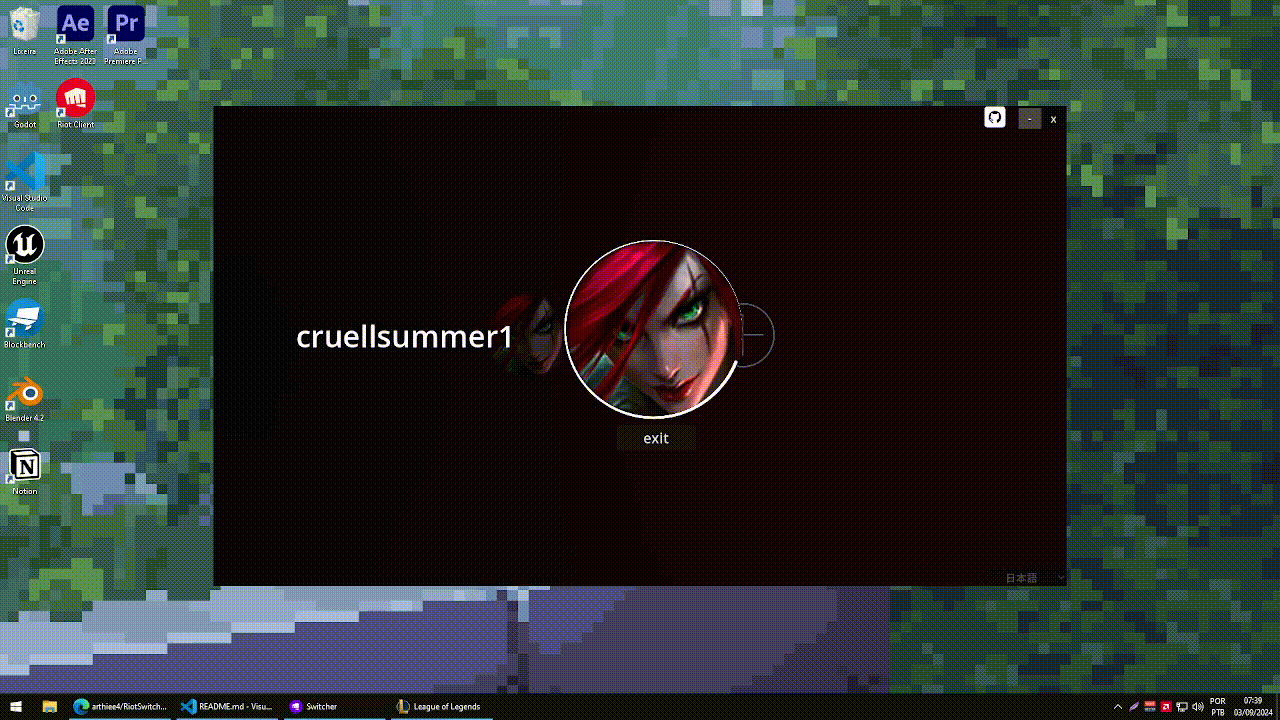 Ae
Pr
Lixeira
Adobe After
Effects 2023
Adobe
Premiere P...
Godot
Riot Client
Visual Studio
Code
Unreal
Engine
Blockbench
Blender 4.2
N
Notion
-
x
cruellsummer1
exit
日本語
arthiee4/RiotSwitch...
README.md - Visu...
Switcher
League of Legends
POR
PTB
07:39
03/09/2024